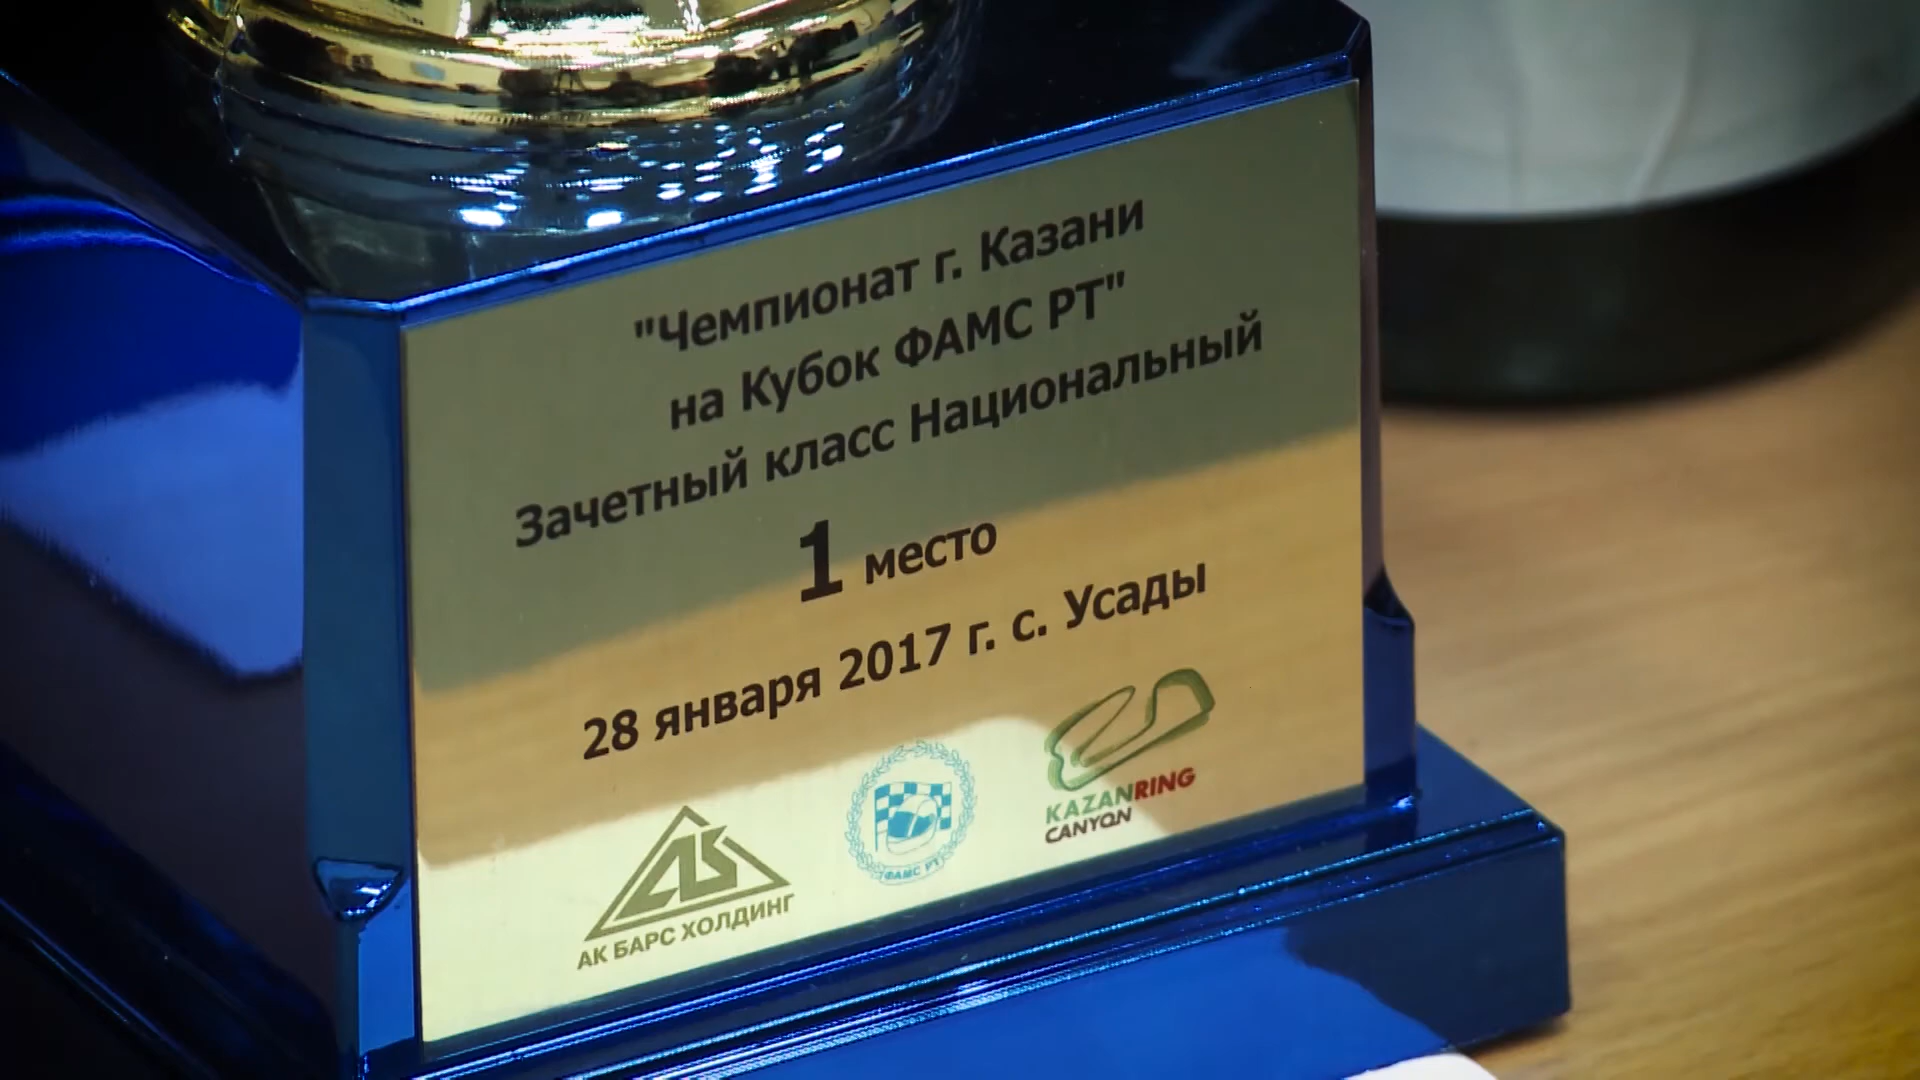 "Чемпионат г. Казани
на Кубок ФАМС РТ"
Зачетный класс Национальный
1 место
28 января 2017 г. с. Усады
АК БАРС ХОЛДИНГ
ФАМС РТ
KAZANRING
CANYON